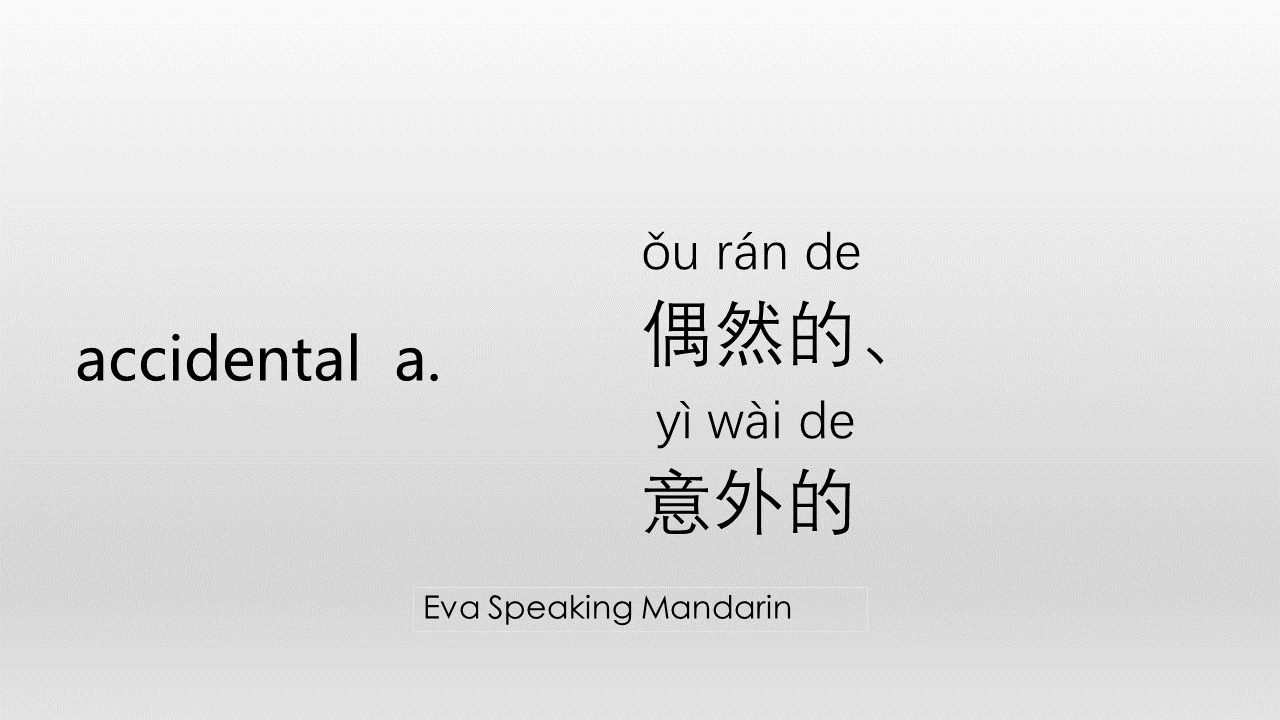 accidental  a.
ǒu rán de
偶然的、
yì wài de
意外的
Eva Speaking Mandarin